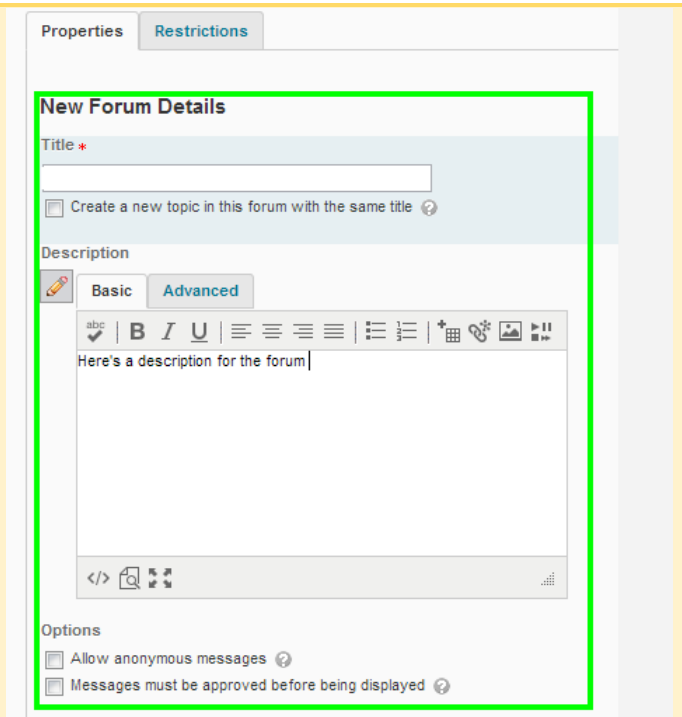 Properties Restrictions
New Forum Details
Title *
Create a new topic in this forum with the same title ?
Description
Basic Advanced
abc B I U
Here's a description for the forum
</>
Options
Allow anonymous messages ?
Messages must be approved before being displayed ?